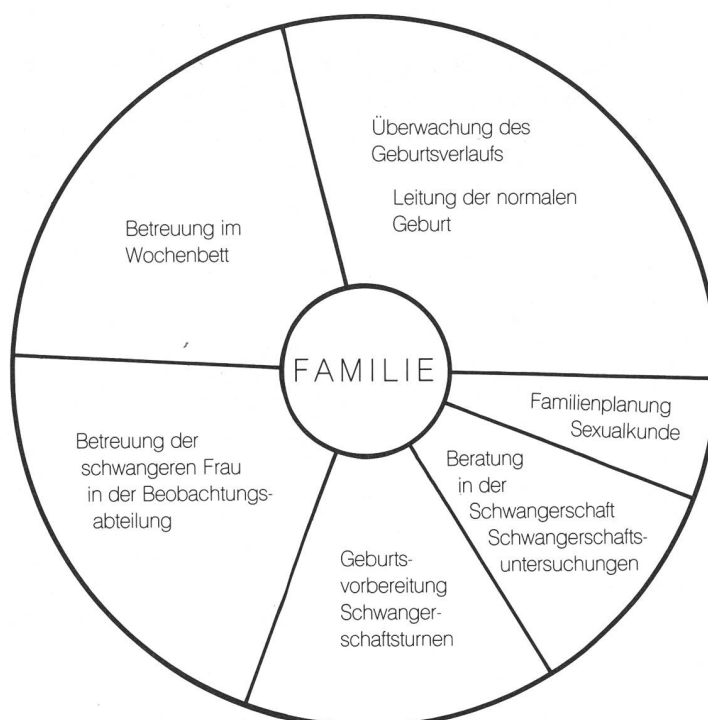 Überwachung des
Geburtsverlaufs
Leitung der normalen
Geburt
Betreuung im
Wochenbett
FAMILIE
Familienplanung
Sexualkunde
Beratung
in der
Schwangerschaft
Schwangerschafts-
untersuchungen
Betreuung der
schwangeren Frau
in der Beobachtungs-
abteilung
Geburts-
vorbereitung
Schwanger-
schaftsturnen